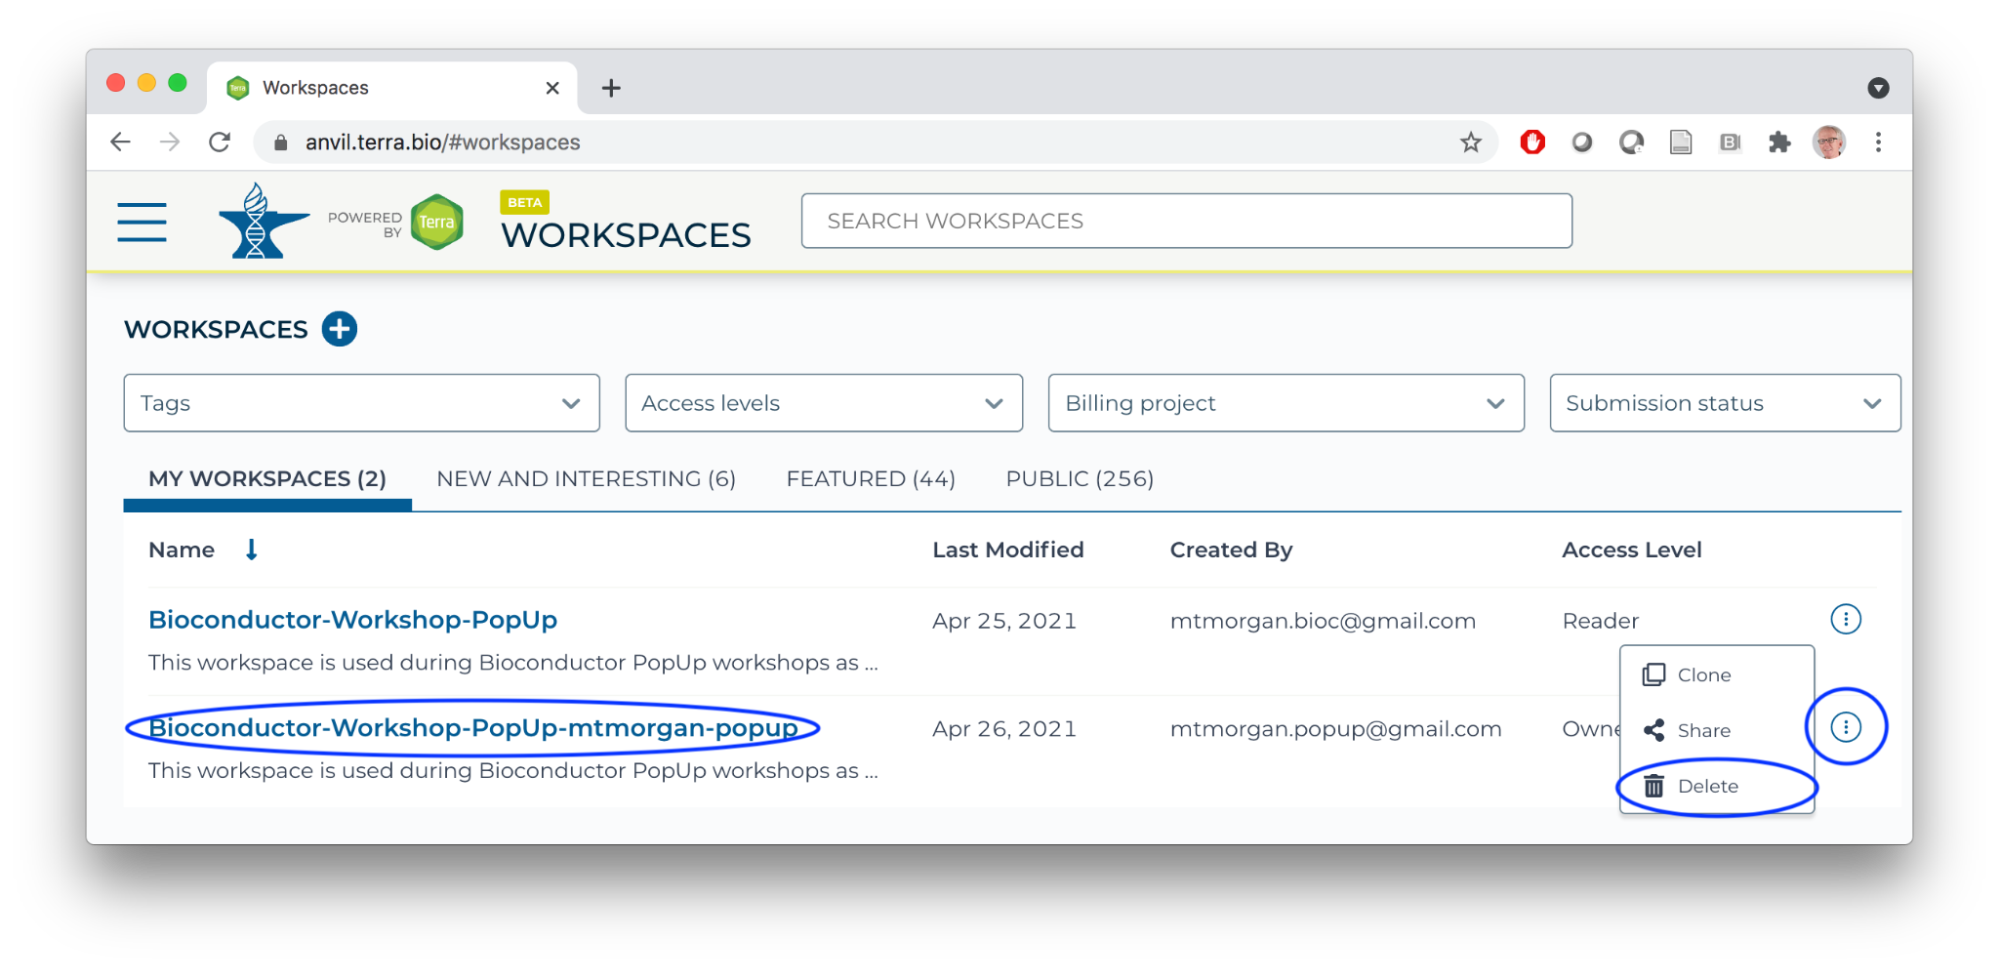 Workspaces
anvil.terra.bio/#workspaces
POWERED
BY
Terra
BETA
WORKSPACES
SEARCH WORKSPACES
WORKSPACES
Tags
Access levels
Billing project
Submission status
MY WORKSPACES (2) NEW AND INTERESTING (6) FEATURED (44) PUBLIC (256)
Name Last Modified Created By Access Level
Bioconductor-Workshop-PopUp Apr 25, 2021 mtmorgan.bioc@gmail.com Reader
This workspace is used during Bioconductor PopUp workshops as ...
Clone
Bioconductor-Workshop-PopUp-mtmorgan-popup Apr 26, 2021 mtmorgan.popup@gmail.com Owne
Share
This workspace is used during Bioconductor PopUp workshops as ...
Delete